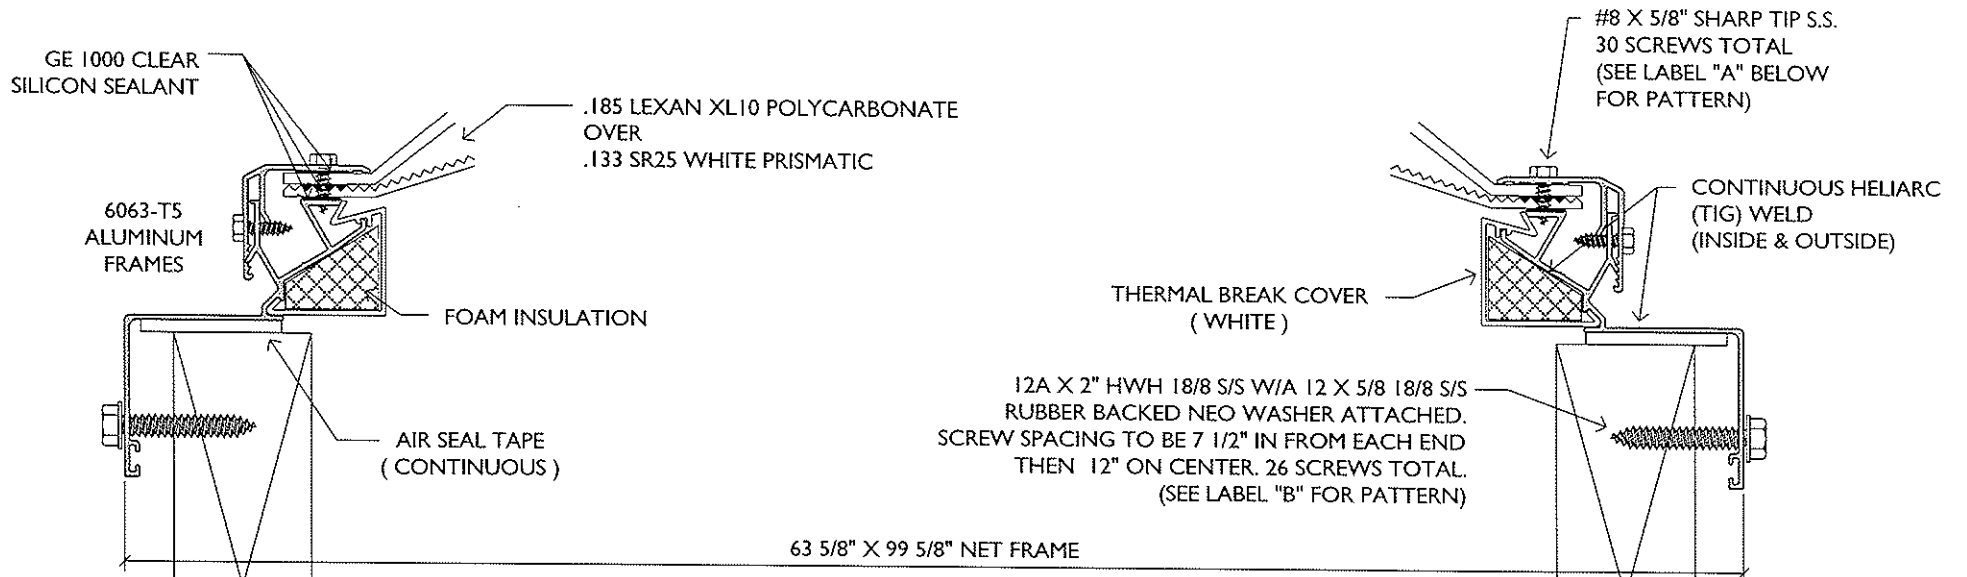 GE 1000 CLEAR
SILICON SEALANT
.185 LEXAN XL10 POLYCARBONATE
OVER
.133 SR25 WHITE PRISMATIC
#8 X 5/8" SHARP TIP S.S.
30 SCREWS TOTAL
(SEE LABEL "A" BELOW
FOR PATTERN)
6063-T5
ALUMINUM
FRAMES
CONTINUOUS HELIARC
(TIG) WELD
(INSIDE & OUTSIDE)
FOAM INSULATION
THERMAL BREAK COVER
( WHITE )
AIR SEAL TAPE
( CONTINUOUS )
12A X 2" HWH 18/8 S/S W/A 12 X 5/8 18/8 S/S
RUBBER BACKED NEO WASHER ATTACHED.
SCREW SPACING TO BE 7 1/2" IN FROM EACH END
THEN 12" ON CENTER. 26 SCREWS TOTAL.
(SEE LABEL "B" FOR PATTERN)
63 5/8" X 99 5/8" NET FRAME